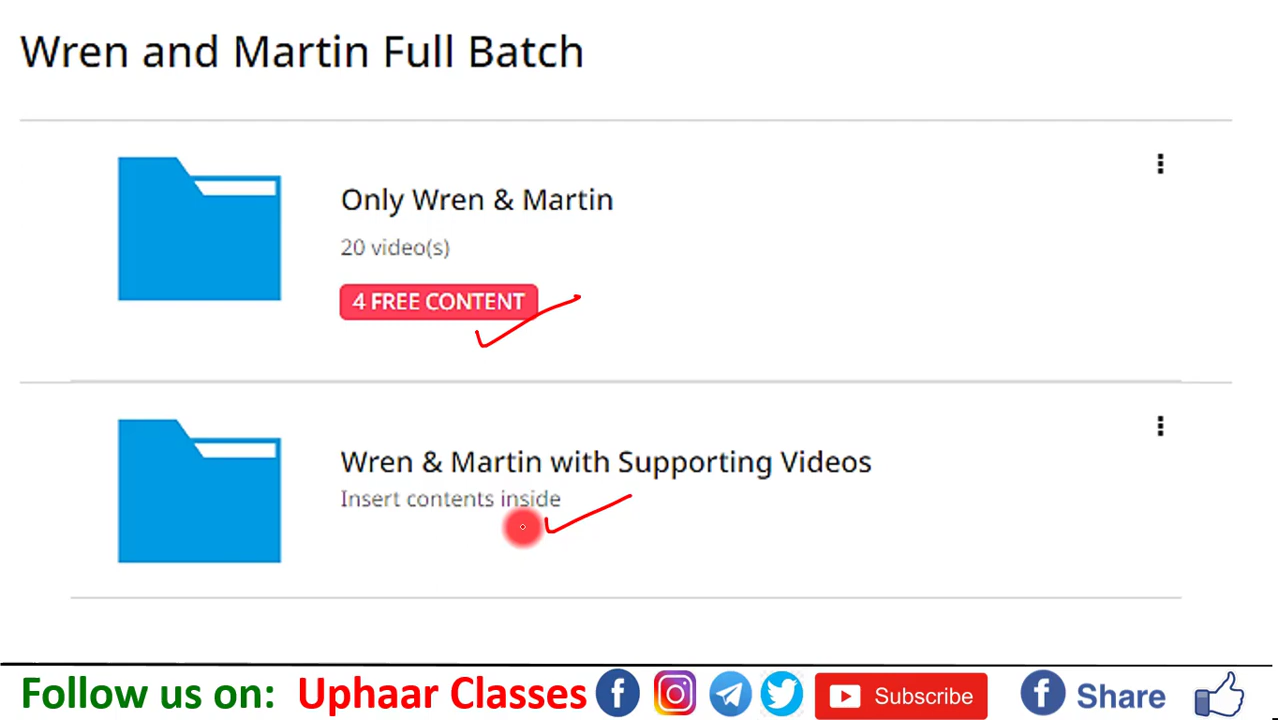 Wren and Martin Full Batch
Only Wren & Martin
20 video(s)
4 FREE CONTENT
Wren & Martin with Supporting Videos
Insert contents inside
Follow us on: Uphaar Classes Subscribe Share